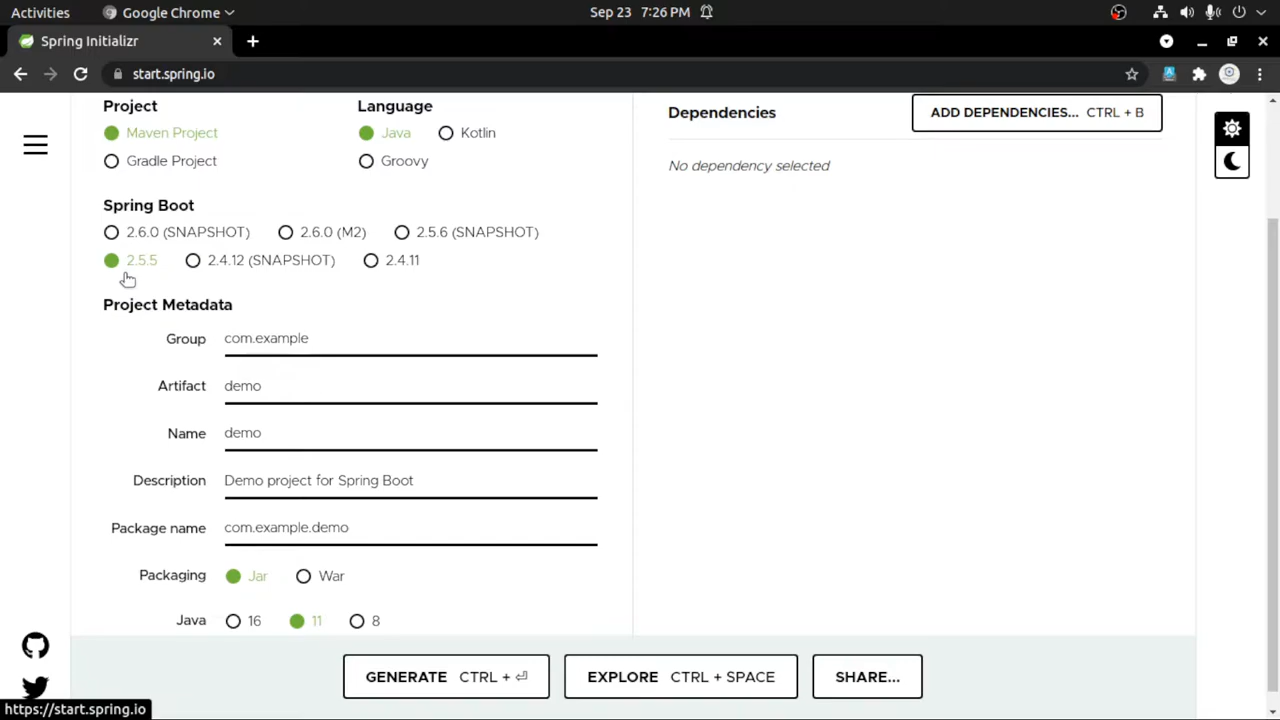 Activities Google Chrome Sep 23 7:26 PM
Spring Initializr
start.spring.io
Project Language
Maven Project Java Kotlin
Gradle Project Groovy
Dependencies ADD DEPENDENCIES... CTRL + B
No dependency selected
Spring Boot
2.6.0 (SNAPSHOT) 2.6.0 (M2) 2.5.6 (SNAPSHOT)
2.5.5 2.4.12 (SNAPSHOT) 2.4.11
Project Metadata
Group com.example
Artifact demo
Name demo
Description Demo project for Spring Boot
Package name com.example.demo
Packaging Jar War
Java 16 11 8
GENERATE CTRL + ⏎ EXPLORE CTRL + SPACE SHARE...
https://start.spring.io